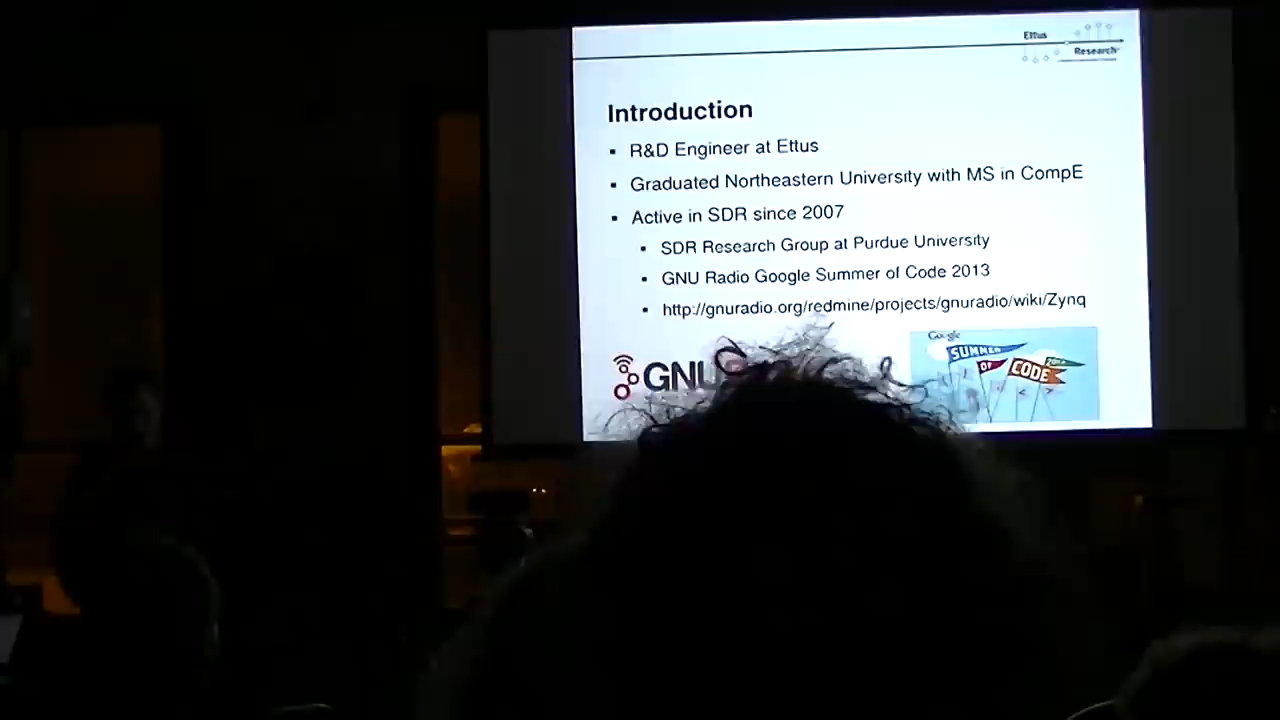 Ettus
Research
Introduction
R&D Engineer at Ettus
Graduated Northeastern University with MS in CompE
Active in SDR since 2007
SDR Research Group at Purdue University
GNU Radio Google Summer of Code 2013
http://gnuradio.org/redmine/projects/gnuradio/wiki/Zynq
GNU
Google
SUMMER
OF
CODE